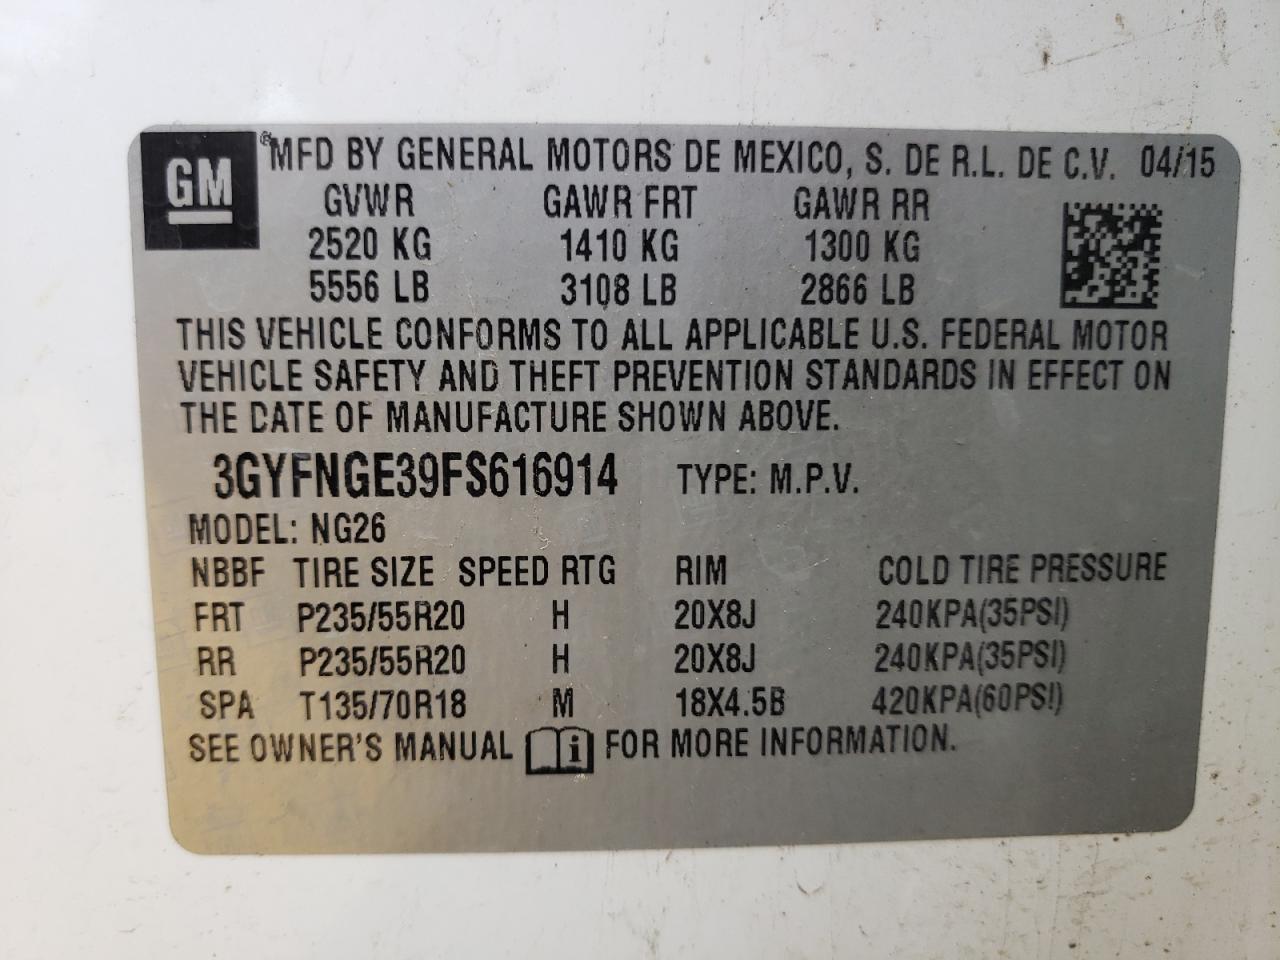 GM ® MFD BY GENERAL MOTORS DE MEXICO, S. DE R.L. DE C.V. 04/15
GVWR GAWR FRT GAWR RR
2520 KG 1410 KG 1300 KG
5556 LB 3108 LB 2866 LB
THIS VEHICLE CONFORMS TO ALL APPLICABLE U.S. FEDERAL MOTOR
VEHICLE SAFETY AND THEFT PREVENTION STANDARDS IN EFFECT ON
THE DATE OF MANUFACTURE SHOWN ABOVE.
3GYFNGE39FS616914 TYPE: M.P.V.
MODEL: NG26
NBBF TIRE SIZE SPEED RTG RIM COLD TIRE PRESSURE
FRT P235/55R20 H 20X8J 240KPA(35PSI)
RR P235/55R20 H 20X8J 240KPA(35PSI)
SPA T135/70R18 M 18X4.5B 420KPA(60PSI)
SEE OWNER'S MANUAL i FOR MORE INFORMATION.